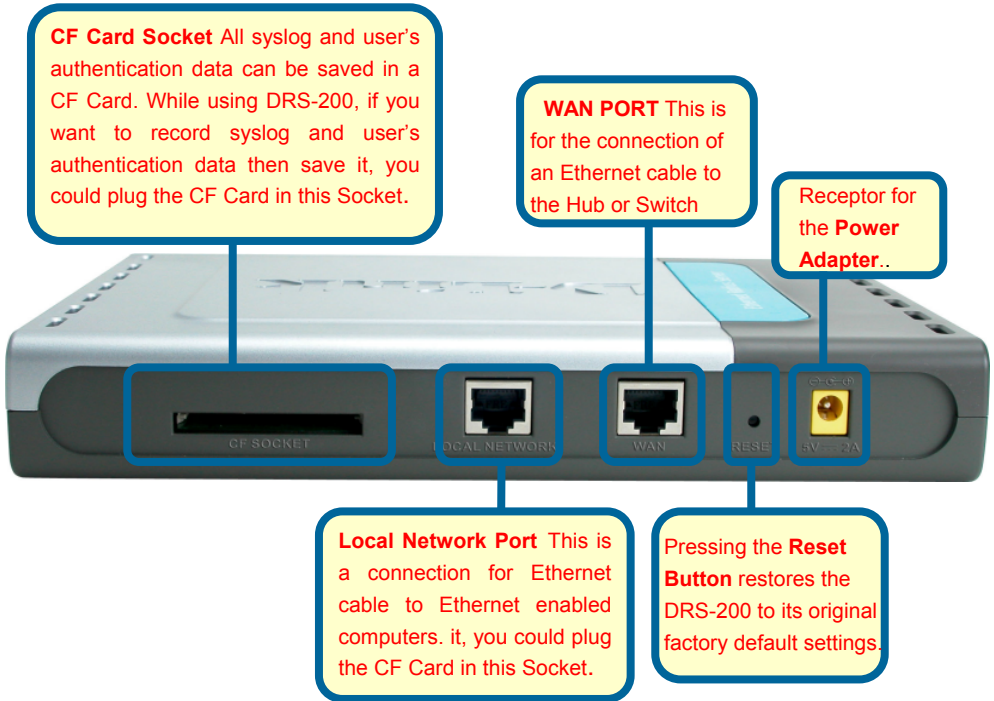 CF Card Socket All syslog and user's
authentication data can be saved in a
CF Card. While using DRS-200, if you
want to record syslog and user's
authentication data then save it, you
could plug the CF Card in this Socket.
WAN PORT This is
for the connection of
an Ethernet cable to
the Hub or Switch
Receptor for
the Power
Adapter..
D-Link
CF SOCKET
LOCAL NETWORK
WAN
RESET
5V 2A
Local Network Port This is
a connection for Ethernet
cable to Ethernet enabled
computers. it, you could plug
the CF Card in this Socket.
Pressing the Reset
Button restores the
DRS-200 to its original
factory default settings.